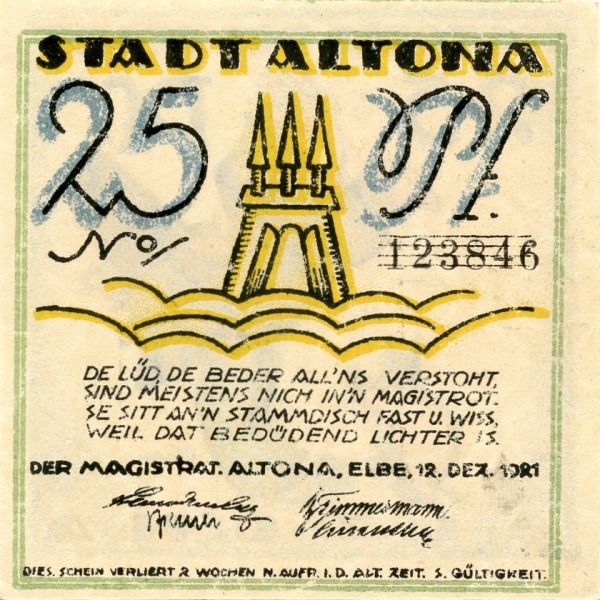 STADT ALTONA
25 Pf.
No/ 123846
DE LÜD, DE BEDER ALL'NS VERSTOHT,
SIND MEISTENS NICH IN'N MAGISTROT.
SE SITT AN'N STAMMDISCH FAST U. WISS,
WEIL DAT BEDÜDEND LICHTER IS.
DER MAGISTRAT. ALTONA, ELBE, 12. DEZ. 1921
DIES. SCHEIN VERLIERT 2 WOCHEN N. AUFR. I. D. ALT. ZEIT. S. GÜLTIGKEIT.